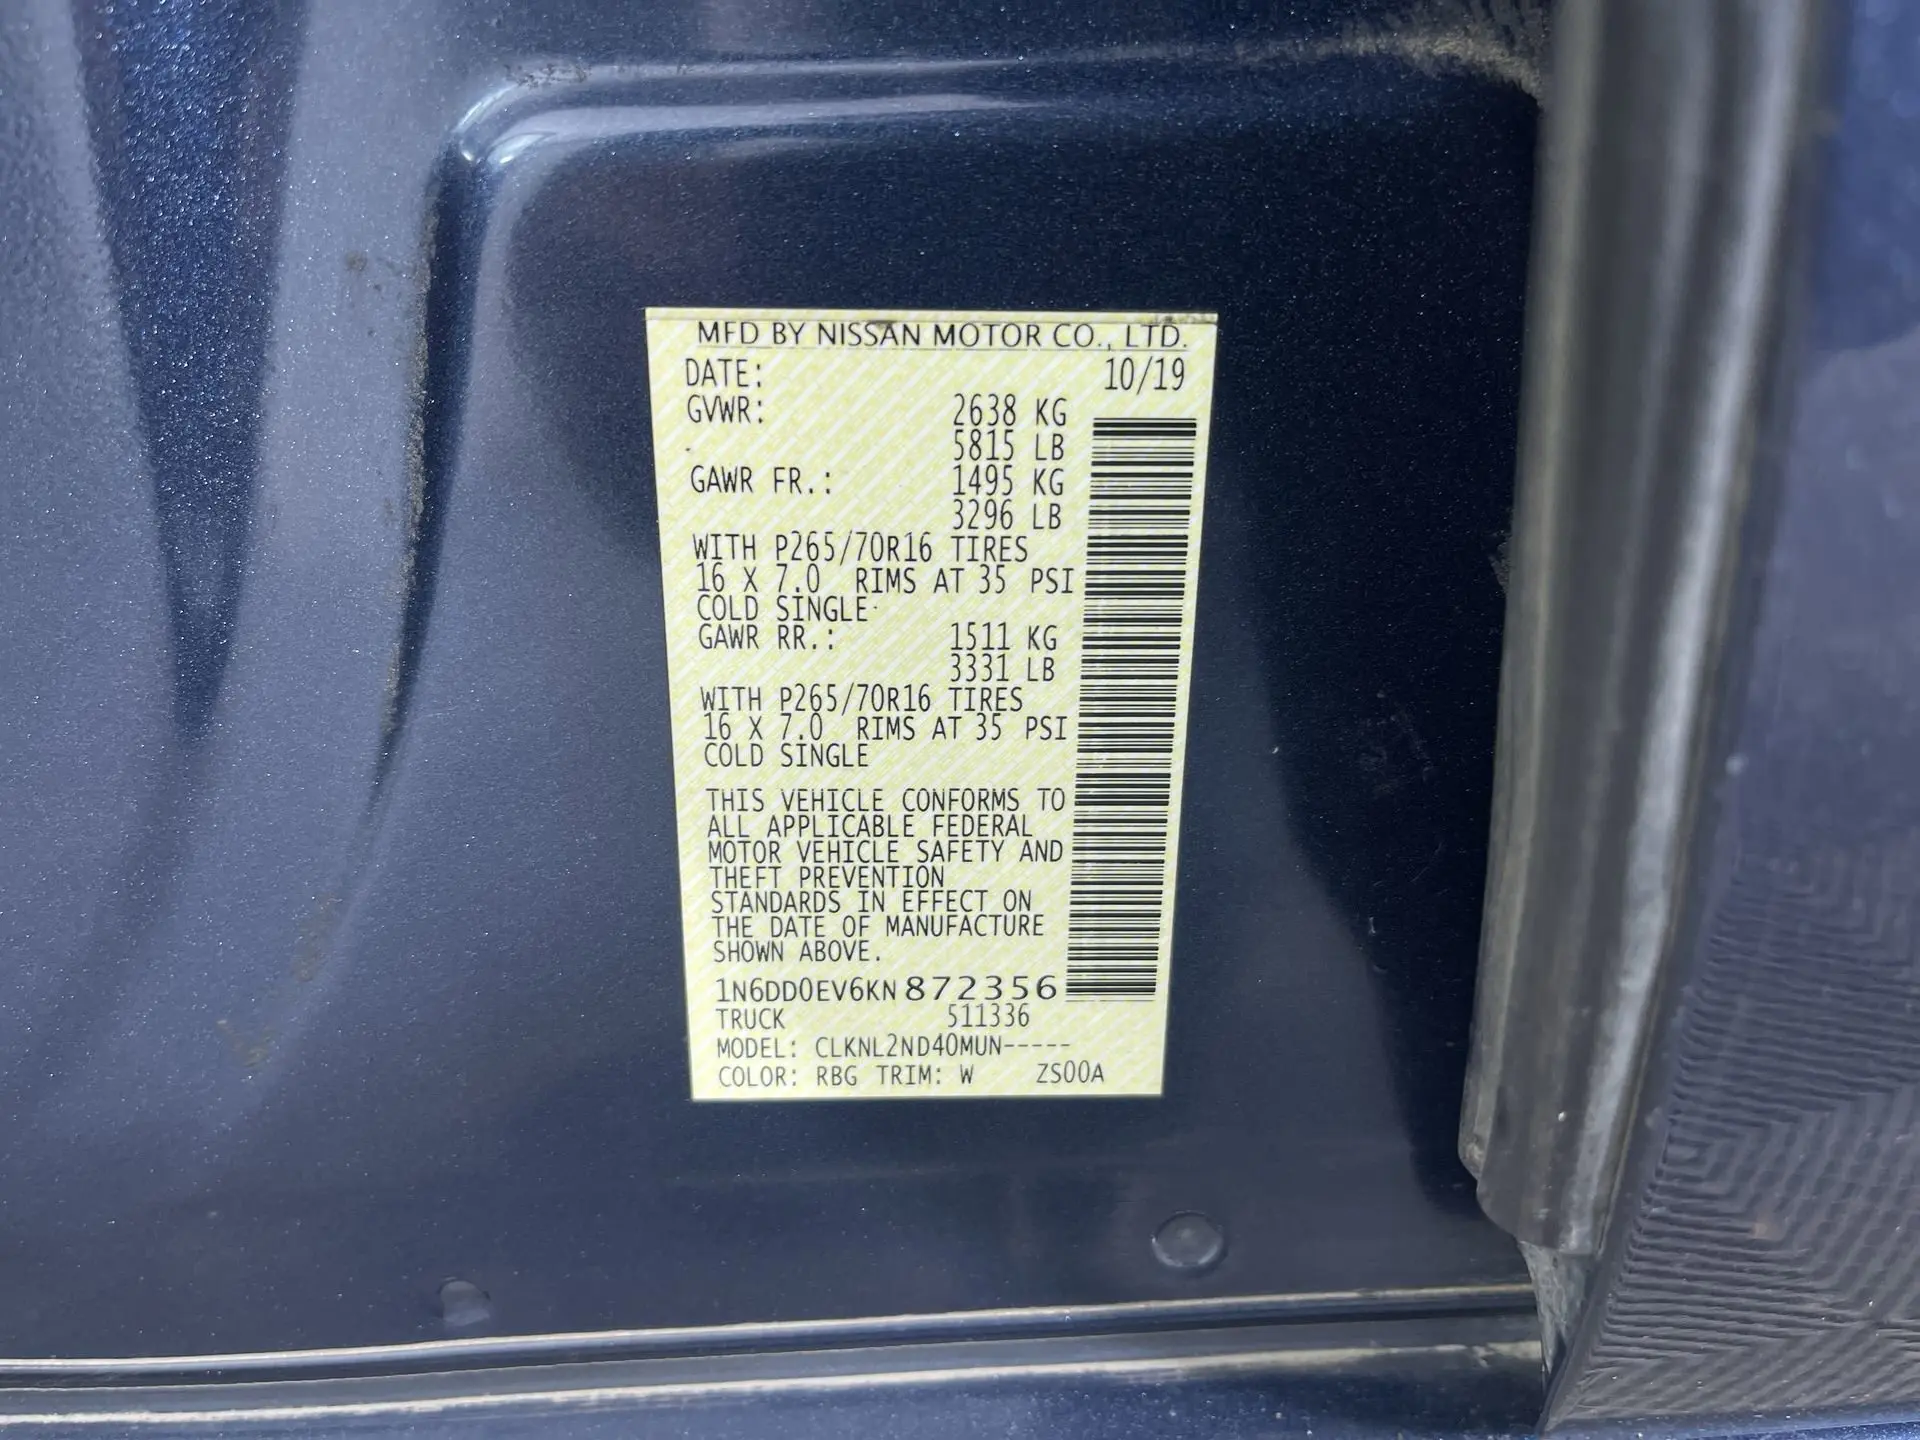 MFD BY NISSAN MOTOR CO., LTD.
DATE: 10/19
GVWR: 2638 KG
5815 LB
GAWR FR.: 1495 KG
3296 LB
WITH P265/70R16 TIRES
16 X 7.0 RIMS AT 35 PSI
COLD SINGLE
GAWR RR.: 1511 KG
3331 LB
WITH P265/70R16 TIRES
16 X 7.0 RIMS AT 35 PSI
COLD SINGLE
THIS VEHICLE CONFORMS TO
ALL APPLICABLE FEDERAL
MOTOR VEHICLE SAFETY AND
THEFT PREVENTION
STANDARDS IN EFFECT ON
THE DATE OF MANUFACTURE
SHOWN ABOVE.
1N6DD0EV6KN872356
TRUCK 511336
MODEL: CLKNL2ND40MUN-----
COLOR: RBG TRIM: W ZS00A